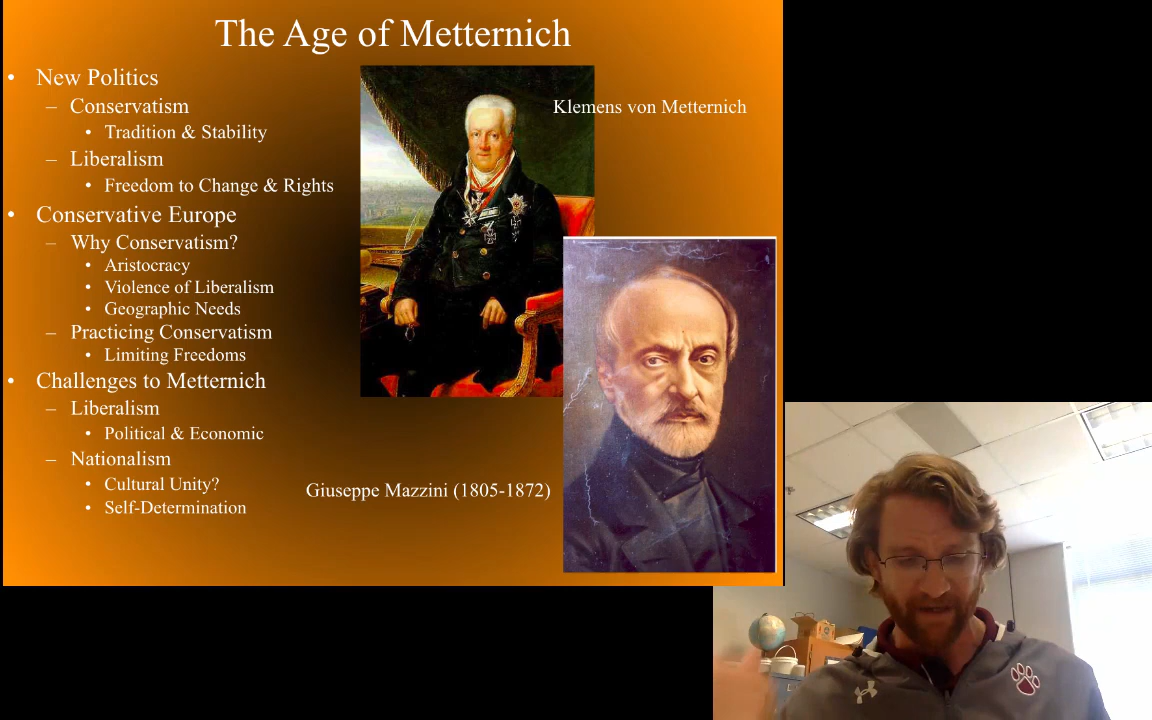 The Age of Metternich
• New Politics
– Conservatism
• Tradition & Stability
– Liberalism
• Freedom to Change & Rights
• Conservative Europe
– Why Conservatism?
• Aristocracy
• Violence of Liberalism
• Geographic Needs
– Practicing Conservatism
• Limiting Freedoms
• Challenges to Metternich
– Liberalism
• Political & Economic
– Nationalism
• Cultural Unity?
• Self-Determination
Klemens von Metternich
Giuseppe Mazzini (1805-1872)